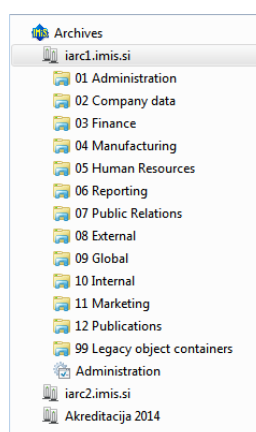 IMiS Archives
iarc1.imis.si
01 Administration
02 Company data
03 Finance
04 Manufacturing
05 Human Resources
06 Reporting
07 Public Relations
08 External
09 Global
10 Internal
11 Marketing
12 Publications
99 Legacy object containers
Administration
iarc2.imis.si
Akreditacija 2014